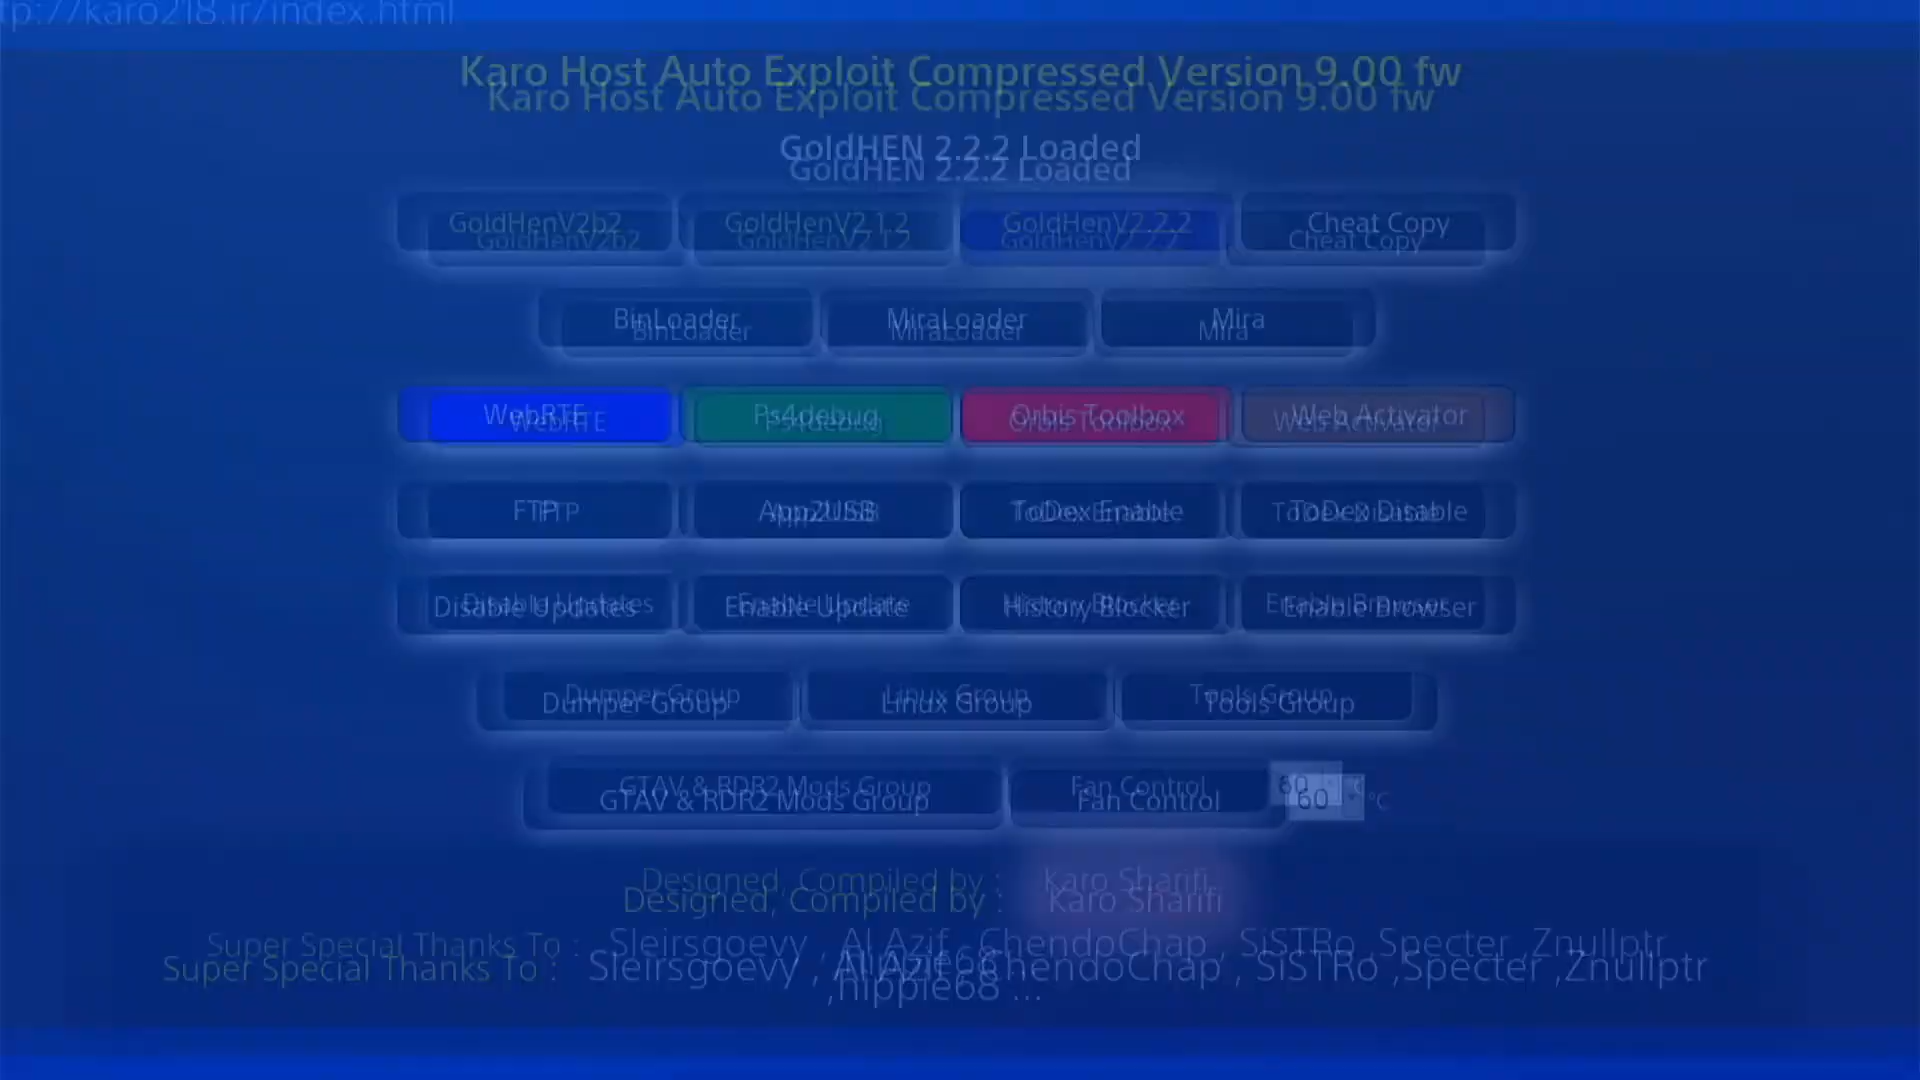 tp://karo218.ir/index.html
Karo Host Auto Exploit Compressed Version 9.00 fw
GoldHEN 2.2.2 Loaded
GoldHenV2b2 GoldHenV2.1.2 GoldHenV2.2.2 Cheat Copy
BinLoader MiraLoader Mira
WebRTE Ps4debug Orbis Toolbox Web Activator
FTP App2USB ToDex Enable ToDex Disable
Disable Updates Enable Update History Blocker Enable Browser
Dumper Group Linux Group Tools Group
GTAV & RDR2 Mods Group Fan Control 60 °C
Designed, Compiled by : Karo Sharifi
Super Special Thanks To : Sleirsgoevy , Al Azif , ChendoChap , SiSTRo ,Specter ,Znullptr
,hippie68 ...